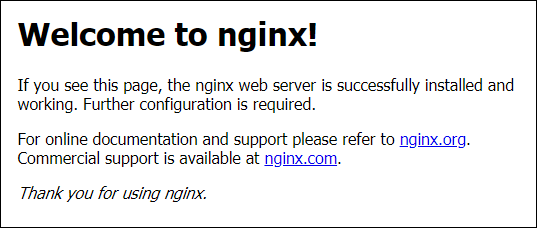 Welcome to nginx!
If you see this page, the nginx web server is successfully installed and
working. Further configuration is required.
For online documentation and support please refer to nginx.org.
Commercial support is available at nginx.com.
Thank you for using nginx.